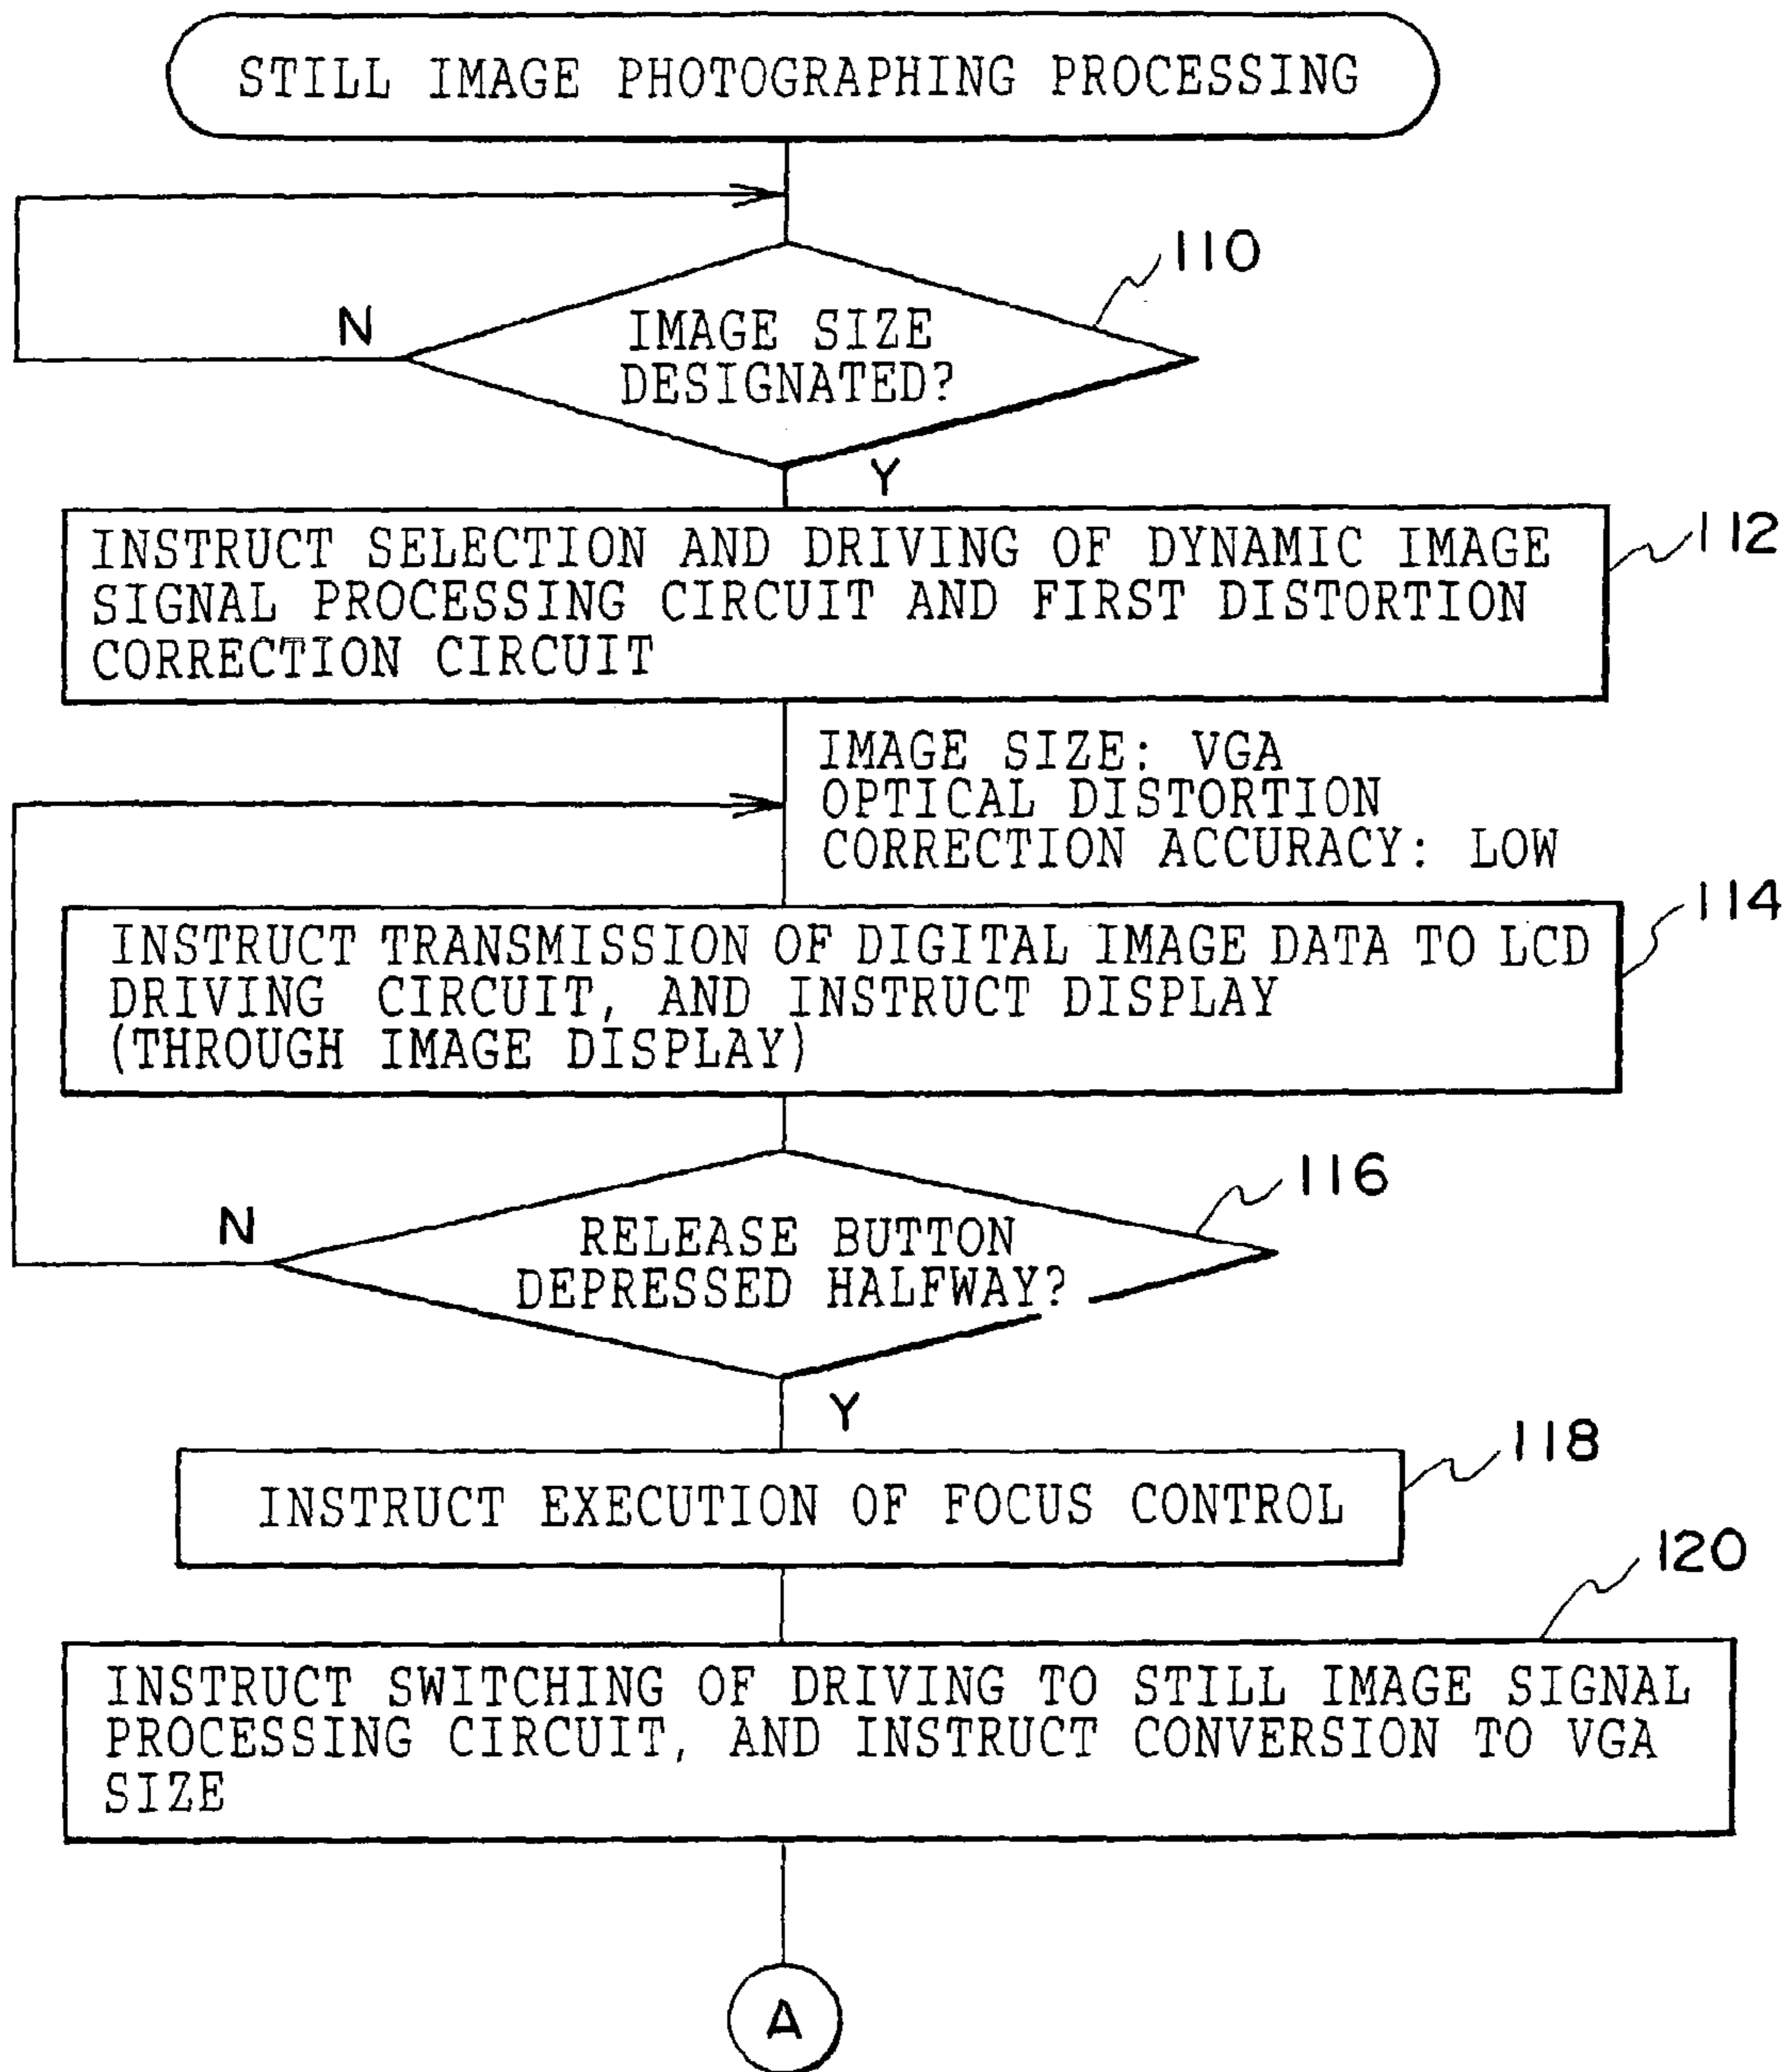 STILL IMAGE PHOTOGRAPHING PROCESSING
110
N
IMAGE SIZE
DESIGNATED?
Y
112
INSTRUCT SELECTION AND DRIVING OF DYNAMIC IMAGE
SIGNAL PROCESSING CIRCUIT AND FIRST DISTORTION
CORRECTION CIRCUIT
IMAGE SIZE: VGA
OPTICAL DISTORTION
CORRECTION ACCURACY: LOW
114
INSTRUCT TRANSMISSION OF DIGITAL IMAGE DATA TO LCD
DRIVING CIRCUIT, AND INSTRUCT DISPLAY
(THROUGH IMAGE DISPLAY)
116
N
RELEASE BUTTON
DEPRESSED HALFWAY?
Y
118
INSTRUCT EXECUTION OF FOCUS CONTROL
120
INSTRUCT SWITCHING OF DRIVING TO STILL IMAGE SIGNAL
PROCESSING CIRCUIT, AND INSTRUCT CONVERSION TO VGA
SIZE
A